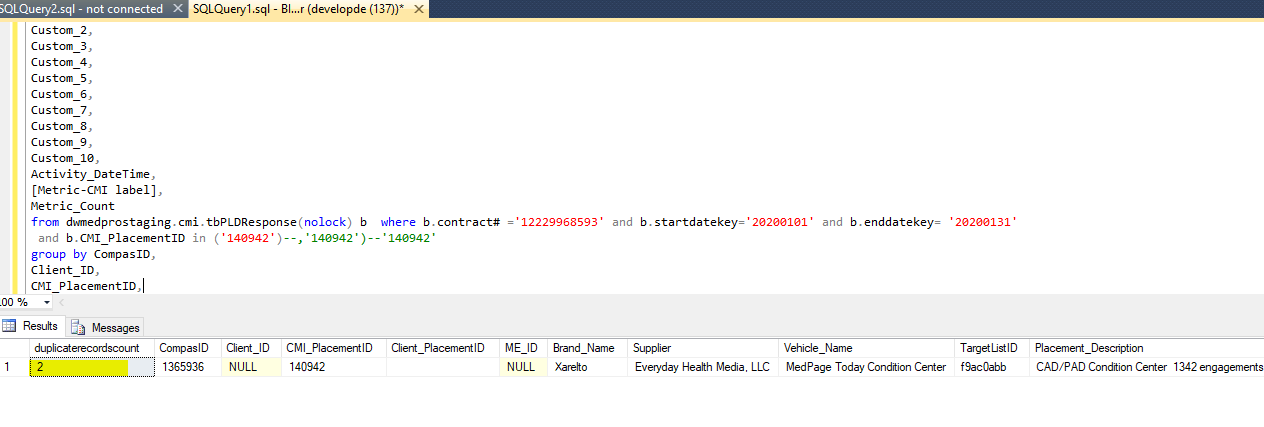 SQLQuery2.sql - not connected SQLQuery1.sql - Bl...r (developde (137))*
Custom_2,
Custom_3,
Custom_4,
Custom_5,
Custom_6,
Custom_7,
Custom_8,
Custom_9,
Custom_10,
Activity_DateTime,
[Metric-CMI label],
Metric_Count
from dwmedprostaging.cmi.tbPLDResponse(nolock) b where b.contract# ='12229968593' and b.startdatekey='20200101' and b.enddatekey= '20200131'
and b.CMI_PlacementID in ('140942')--,'140942')--'140942'
group by CompasID,
Client_ID,
CMI_PlacementID,
.00 %
Results Messages
duplicaterecordscount CompasID Client_ID CMI_PlacementID Client_PlacementID ME_ID Brand_Name Supplier Vehicle_Name TargetListID Placement_Description
1 2 1365936 NULL 140942 NULL Xarelto Everyday Health Media, LLC MedPage Today Condition Center f9ac0abb CAD/PAD Condition Center 1342 engagements